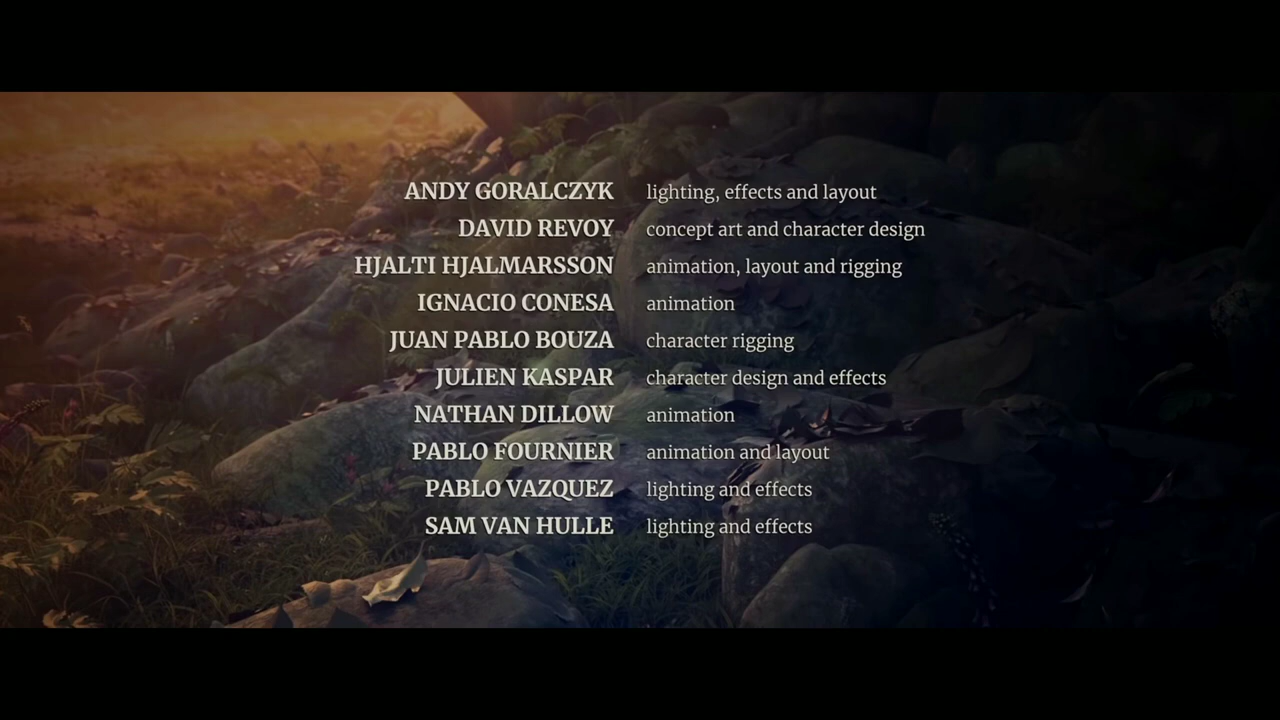 ANDY GORALCZYK lighting, effects and layout
DAVID REVOY concept art and character design
HJALTI HJALMARSSON animation, layout and rigging
IGNACIO CONESA animation
JUAN PABLO BOUZA character rigging
JULIEN KASPAR character design and effects
NATHAN DILLOW animation
PABLO FOURNIER animation and layout
PABLO VAZQUEZ lighting and effects
SAM VAN HULLE lighting and effects